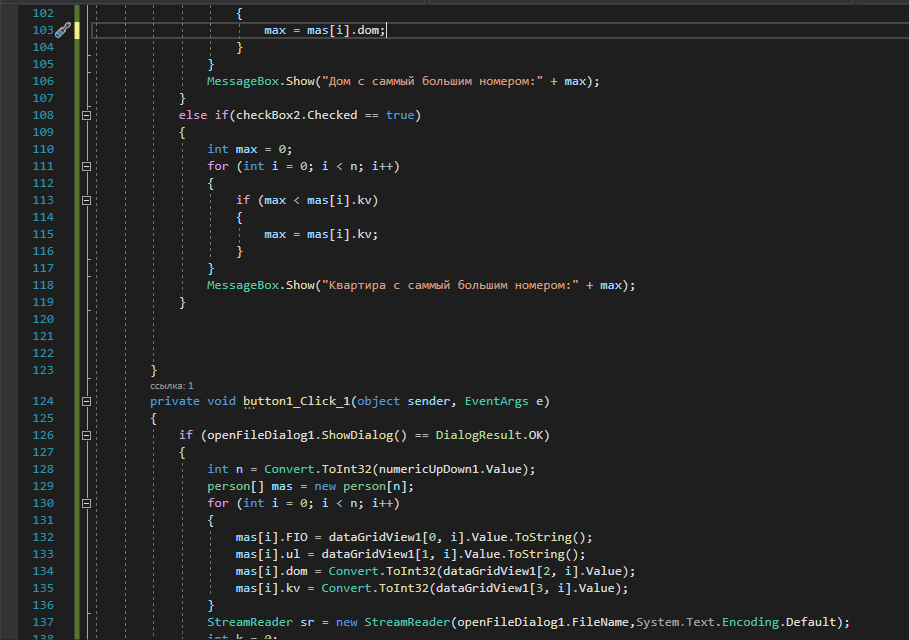 102 {
103 max = mas[i].dom;
104 }
105 }
106 MessageBox.Show("Дом с саммый большим номером:" + max);
107 }
108 else if(checkBox2.Checked == true)
109 {
110 int max = 0;
111 for (int i = 0; i < n; i++)
112 {
113 if (max < mas[i].kv)
114 {
115 max = mas[i].kv;
116 }
117 }
118 MessageBox.Show("Квартира с саммый большим номером:" + max);
119 }
120
121
122
123 }
ссылка: 1
124 private void button1_Click_1(object sender, EventArgs e)
125 {
126 if (openFileDialog1.ShowDialog() == DialogResult.OK)
127 {
128 int n = Convert.ToInt32(numericUpDown1.Value);
129 person[] mas = new person[n];
130 for (int i = 0; i < n; i++)
131 {
132 mas[i].FIO = dataGridView1[0, i].Value.ToString();
133 mas[i].ul = dataGridView1[1, i].Value.ToString();
134 mas[i].dom = Convert.ToInt32(dataGridView1[2, i].Value);
135 mas[i].kv = Convert.ToInt32(dataGridView1[3, i].Value);
136 }
137 StreamReader sr = new StreamReader(openFileDialog1.FileName,System.Text.Encoding.Default);
138 int k = 0;